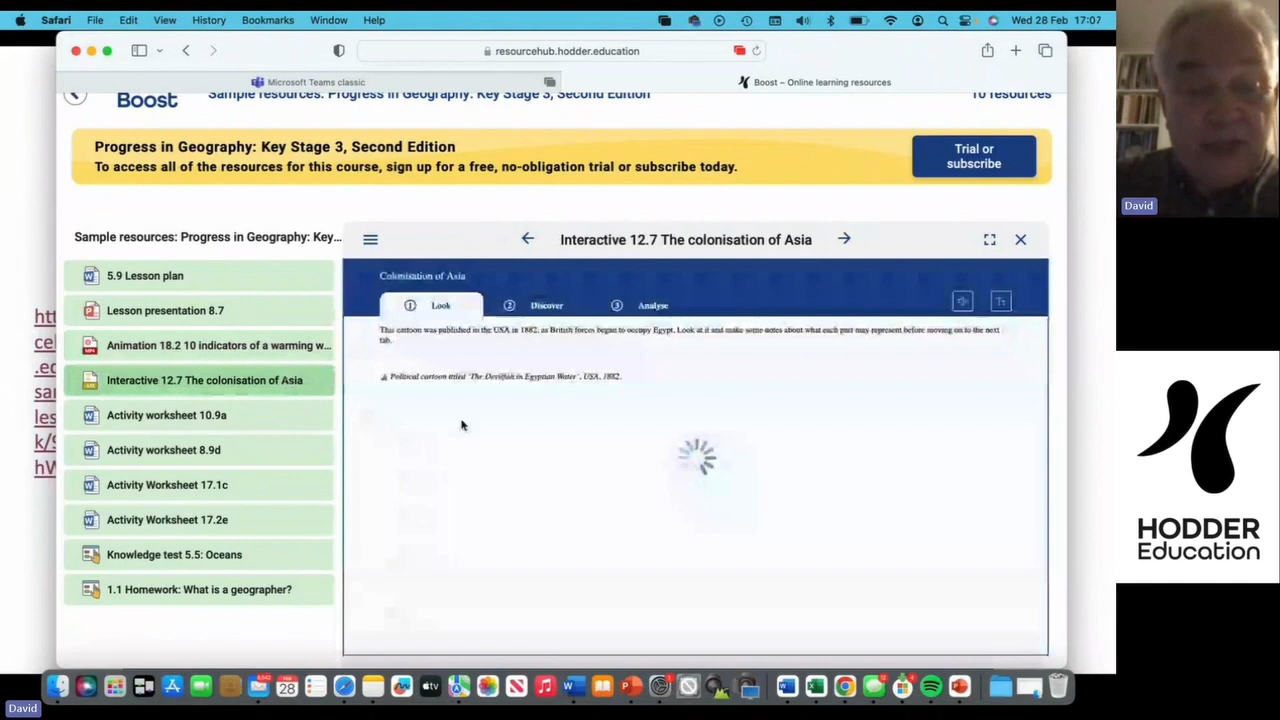 Safari File Edit View History Bookmarks Window Help Wed 28 Feb 17:07
resourcehub.hodder.education
Microsoft Teams classic
Boost – Online learning resources
Boost
Sample resources: Progress in Geography: Key Stage 3, Second Edition
10 resources
Progress in Geography: Key Stage 3, Second Edition
To access all of the resources for this course, sign up for a free, no-obligation trial or subscribe today.
Trial or
subscribe
Sample resources: Progress in Geography: Key...
5.9 Lesson plan
Lesson presentation 8.7
Animation 18.2 10 indicators of a warming w...
Interactive 12.7 The colonisation of Asia
Activity worksheet 10.9a
Activity worksheet 8.9d
Activity Worksheet 17.1c
Activity Worksheet 17.2e
Knowledge test 5.5: Oceans
1.1 Homework: What is a geographer?
Interactive 12.7 The colonisation of Asia
Colonisation of Asia
1 Look 2 Discover 3 Analyse
This cartoon was published in the USA in 1882, as British forces began to occupy Egypt. Look at it and make some notes about what each part may represent before moving on to the next
tab.
Political cartoon titled 'The Devilfish in Egyptian Water', USA, 1882.
htt
cel
.ed
sar
les
k/9
hW
David
HODDER
Education
David